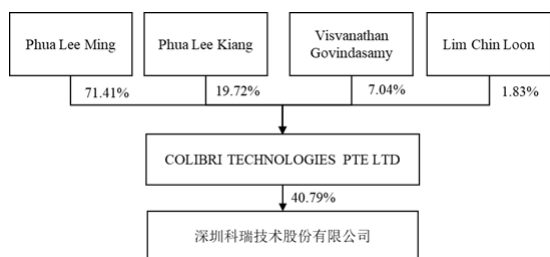 Phua Lee Ming
Phua Lee Kiang
Visvanathan
Govindasamy
Lim Chin Loon
71.41%
19.72%
7.04%
1.83%
COLIBRI TECHNOLOGIES PTE LTD
40.79%
深圳科瑞技术股份有限公司